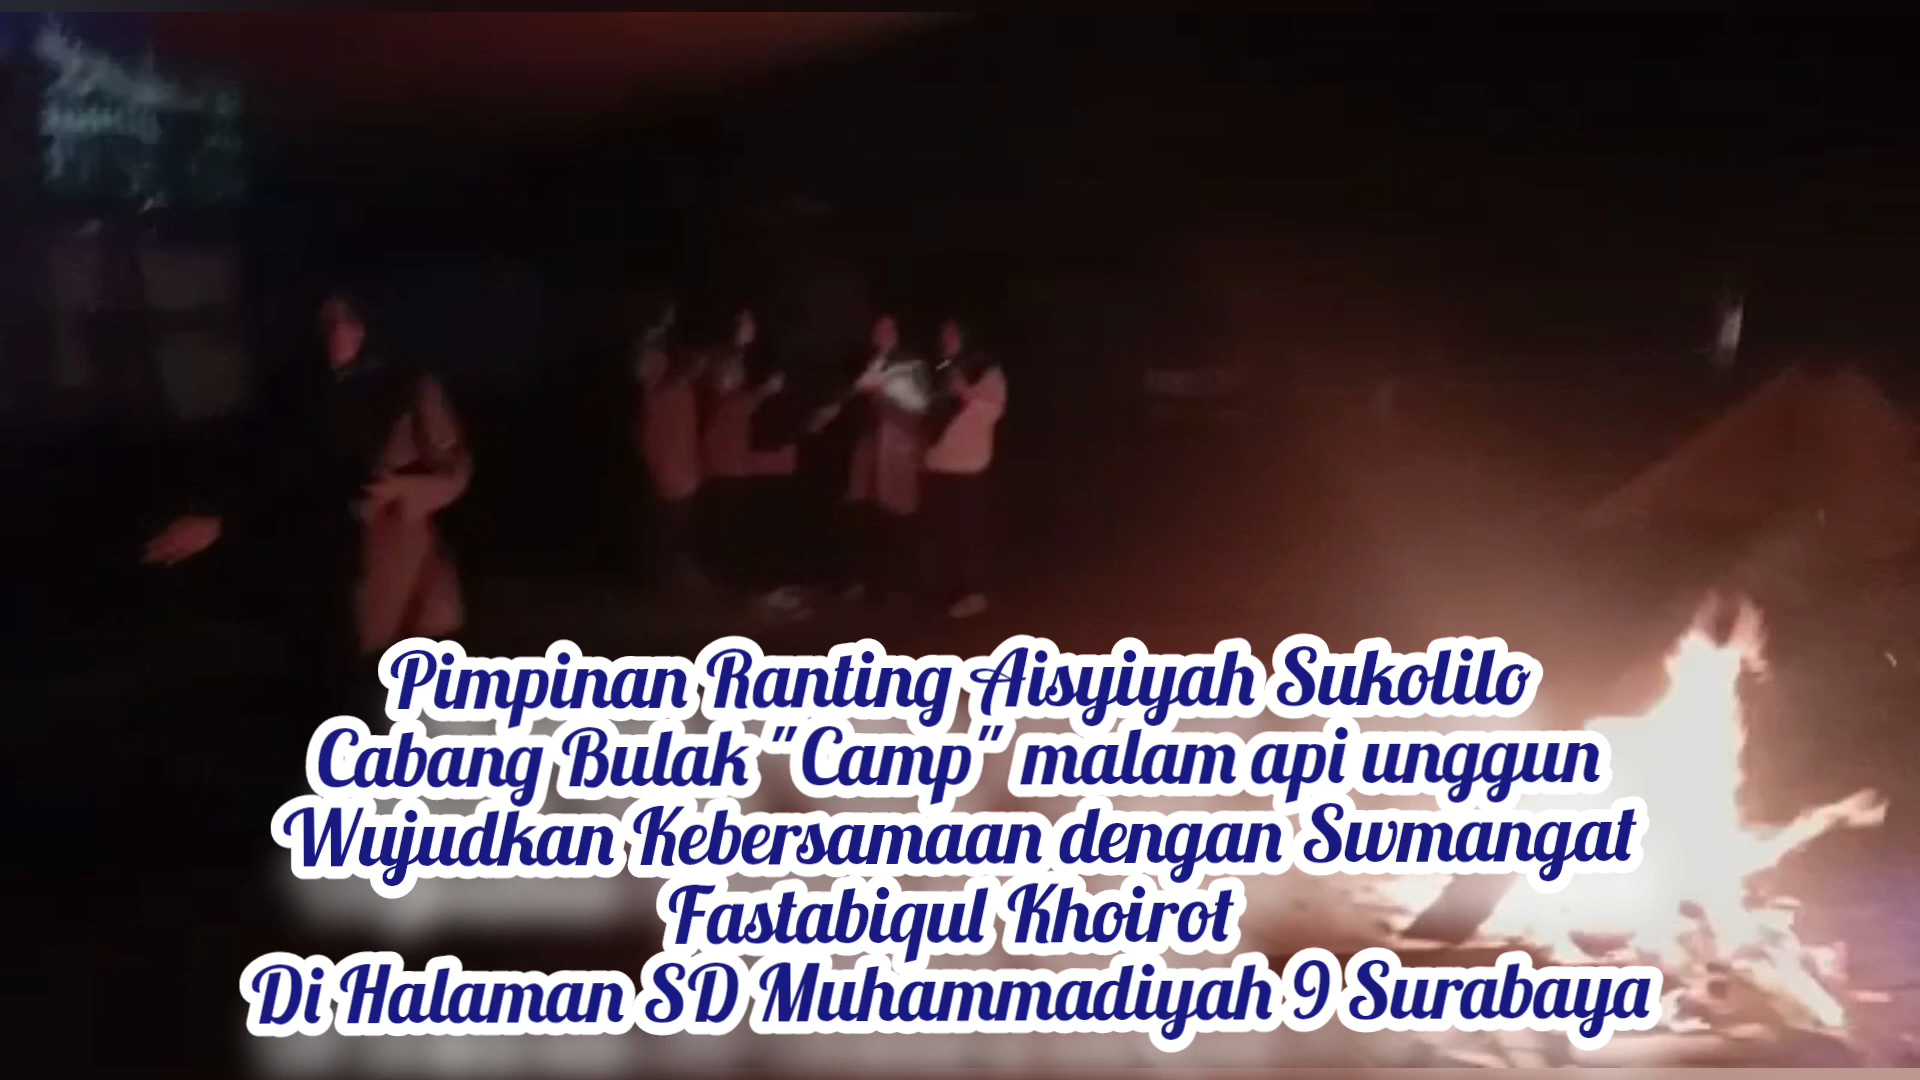 Pimpinan Ranting Aisyiyah Sukolilo
Cabang Bulak "Camp" malam api unggun
Wujudkan Kebersamaan dengan Swmangat
Fastabiqul Khoirot
Di Halaman SD Muhammadiyah 9 Surabaya